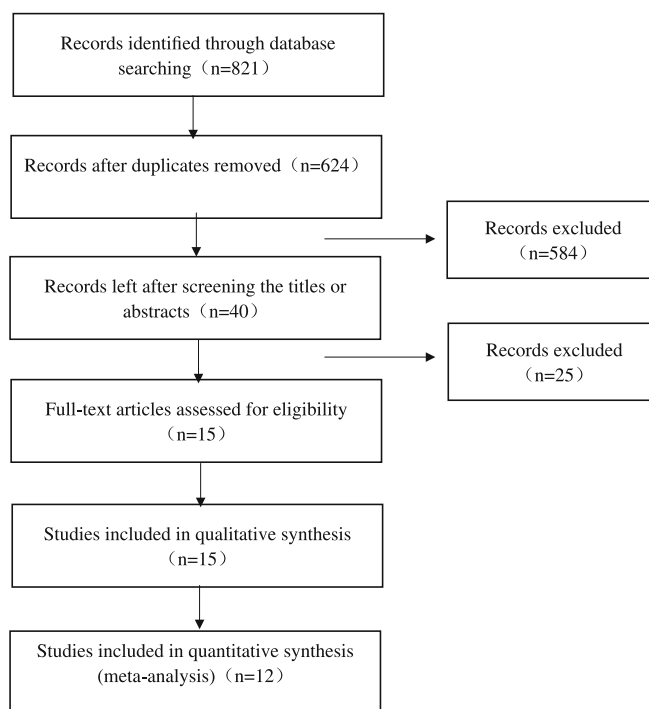 Records identified through database
searching (n=821)
Records after duplicates removed（n=624）
Records excluded
（n=584）
Records left after screening the titles or
abstracts（n=40）
Records excluded
（n=25）
Full-text articles assessed for eligibility
（n=15）
Studies included in qualitative synthesis
（n=15）
Studies included in quantitative synthesis
(meta-analysis)（n=12）